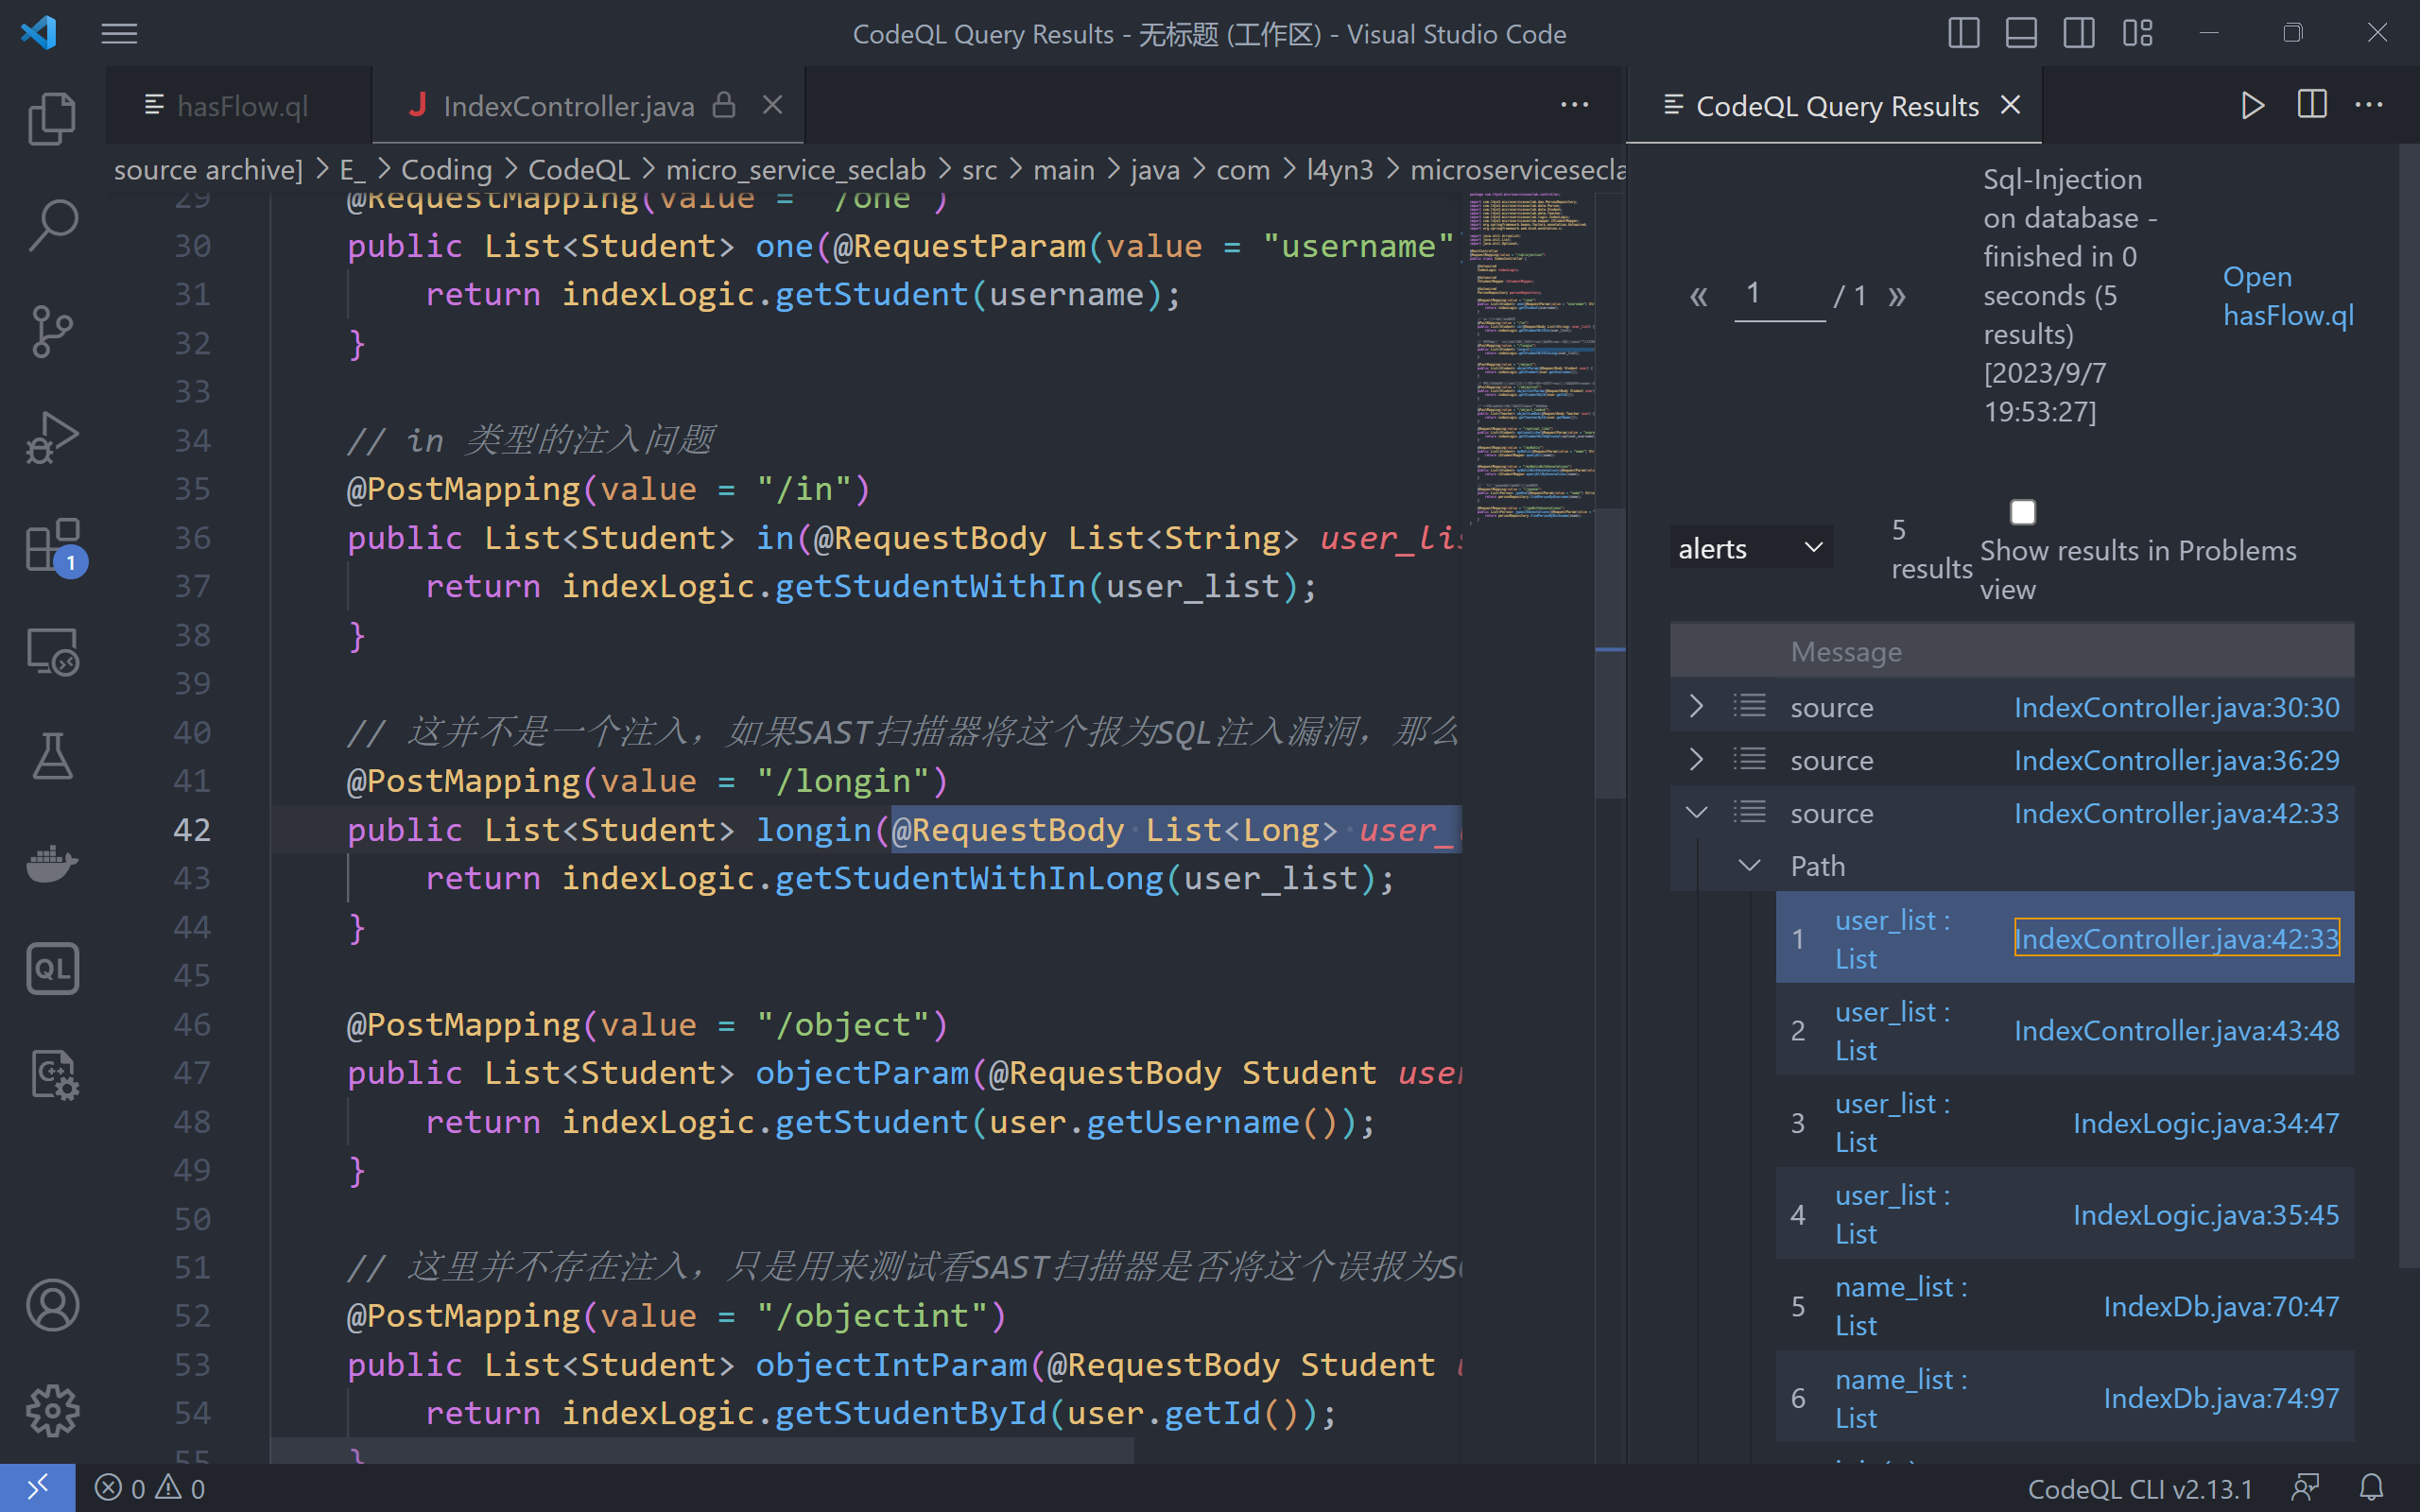 CodeQL Query Results - 无标题 (工作区) - Visual Studio Code
hasFlow.ql
IndexController.java
CodeQL Query Results
source archive] > E_ > Coding > CodeQL > micro_service_seclab > src > main > java > com > l4yn3 > microservicesecla
29 @RequestMapping(value = "/one")
30 public List<Student> one(@RequestParam(value = "username")
31 return indexLogic.getStudent(username);
32 }
33
34 // in 类型的注入问题
35 @PostMapping(value = "/in")
36 public List<Student> in(@RequestBody List<String> user_lis
37 return indexLogic.getStudentWithIn(user_list);
38 }
39
40 // 这并不是一个注入，如果SAST扫描器将这个报为SQL注入漏洞，那么
41 @PostMapping(value = "/longin")
42 public List<Student> longin(@RequestBody List<Long> user_
43 return indexLogic.getStudentWithInLong(user_list);
44 }
45
46 @PostMapping(value = "/object")
47 public List<Student> objectParam(@RequestBody Student user
48 return indexLogic.getStudent(user.getUsername());
49 }
50
51 // 这里并不存在注入，只是用来测试看SAST扫描器是否将这个误报为SQ
52 @PostMapping(value = "/objectint")
53 public List<Student> objectIntParam(@RequestBody Student u
54 return indexLogic.getStudentById(user.getId());
55 }
« 1 / 1 »
Sql-Injection
on database -
finished in 0
seconds (5
results)
[2023/9/7
19:53:27]
Open
hasFlow.ql
alerts
5
results
Show results in Problems
view
Message
source IndexController.java:30:30
source IndexController.java:36:29
source IndexController.java:42:33
Path
1 user_list : IndexController.java:42:33
List
2 user_list : IndexController.java:43:48
List
3 user_list : IndexLogic.java:34:47
List
4 user_list : IndexLogic.java:35:45
List
5 name_list : IndexDb.java:70:47
List
6 name_list : IndexDb.java:74:97
List
1
QL
C++
0 0
CodeQL CLI v2.13.1